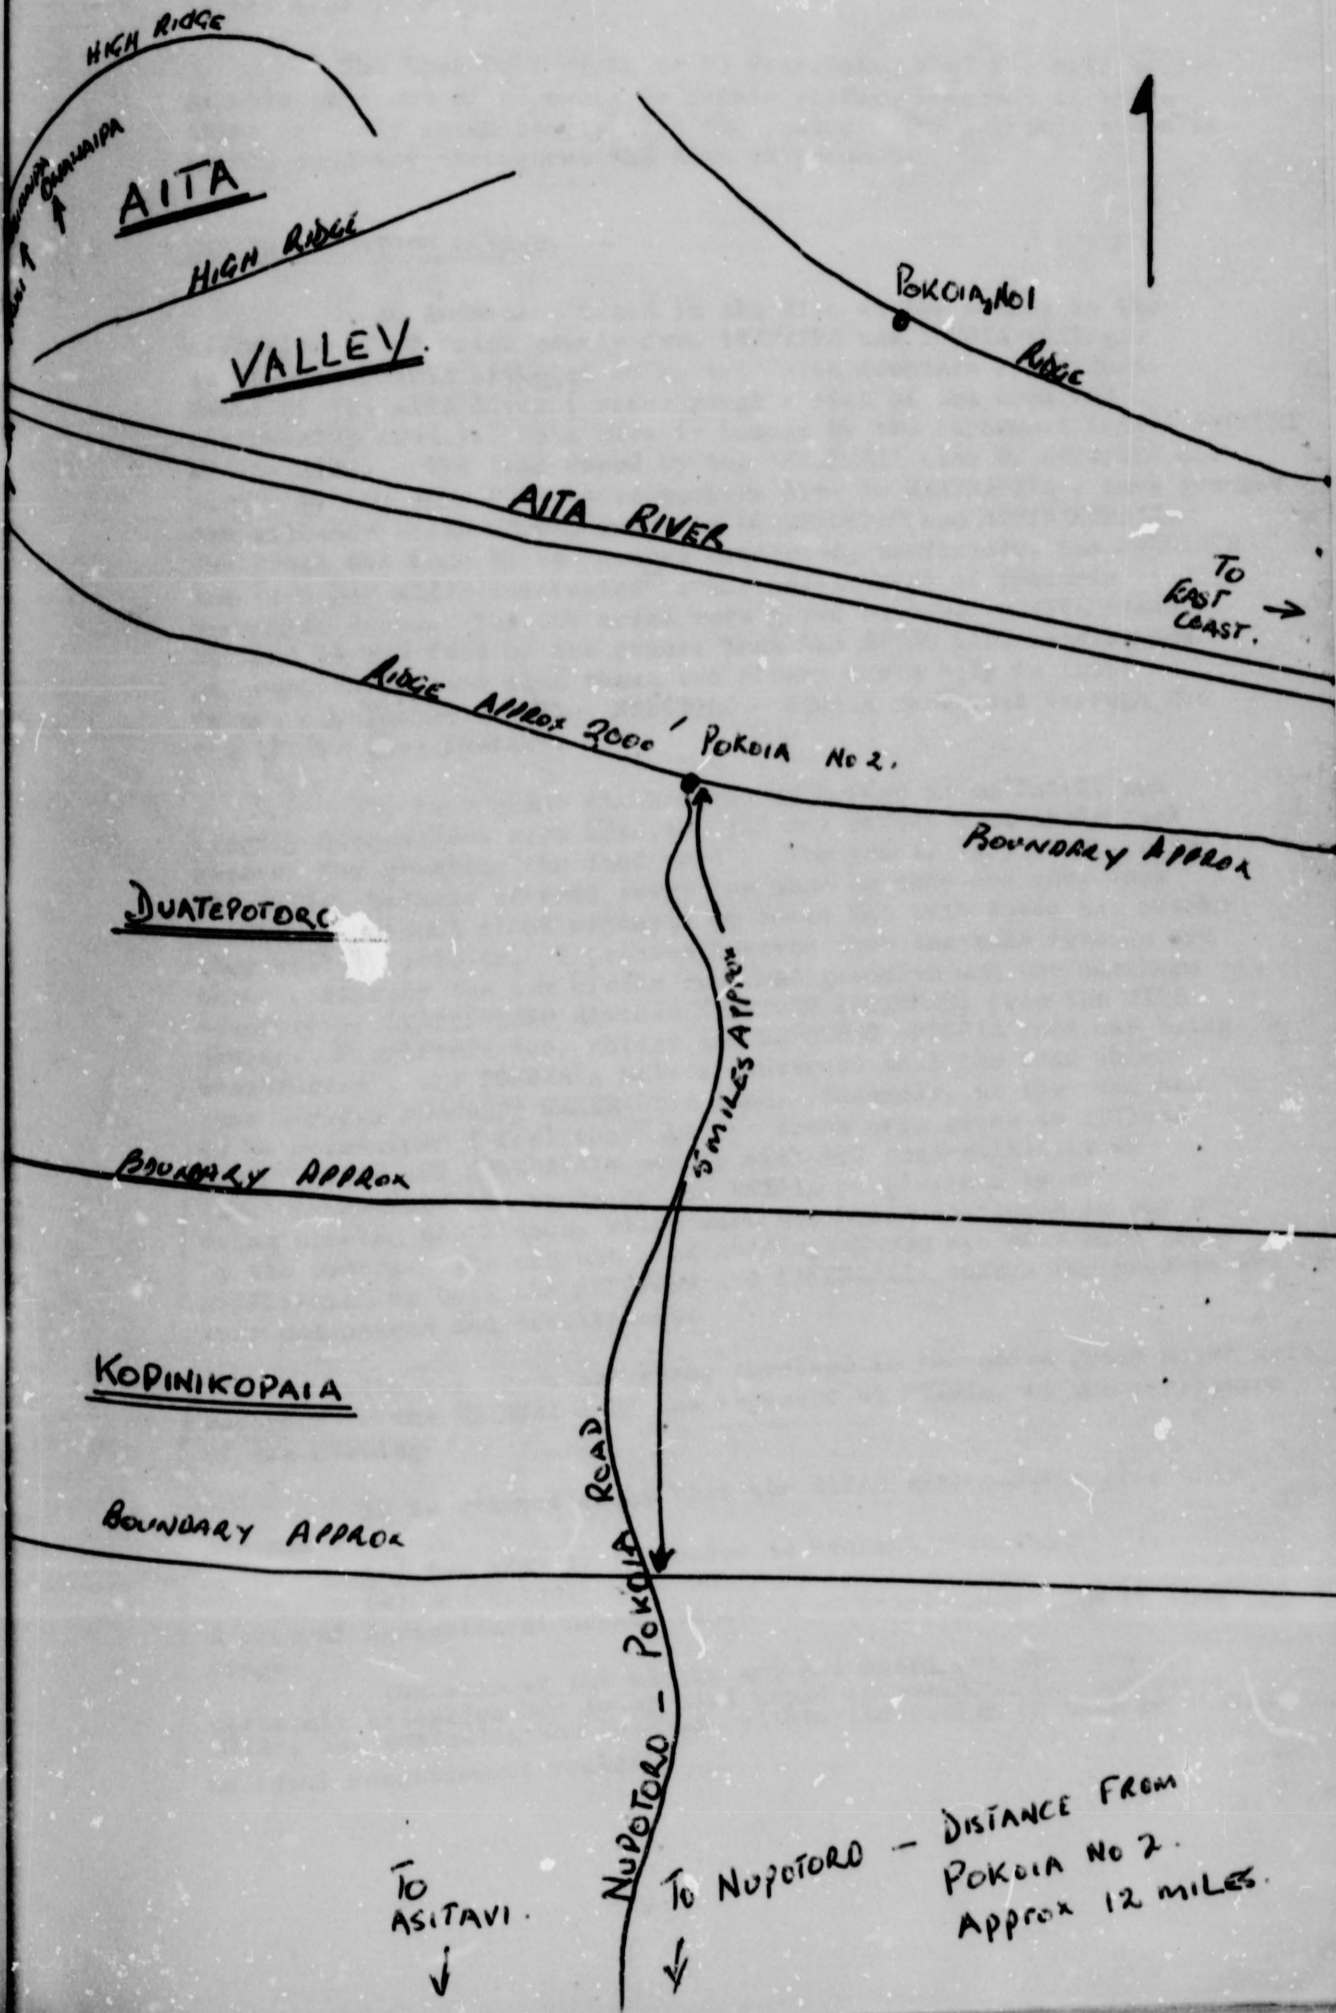 HIGH RIDGE
OMAWAIPA
AITA
HIGH RIDGE
VALLEY.
POKOIA, NO1
RIDGE
AITA RIVER
TO
EAST
COAST.
RIDGE APPROX 2000' POKOIA NO 2.
BOUNDARY APPROX
DUATEPOTORO
5 MILES APPROX
BOUNDARY APPROX
KOPINIKOPAIA
BOUNDARY APPROX
NUPOTORO - POKOIA ROAD
TO
ASITAVI.
TO NUPOTORO - DISTANCE FROM
POKOIA NO 2.
Approx 12 MILES.